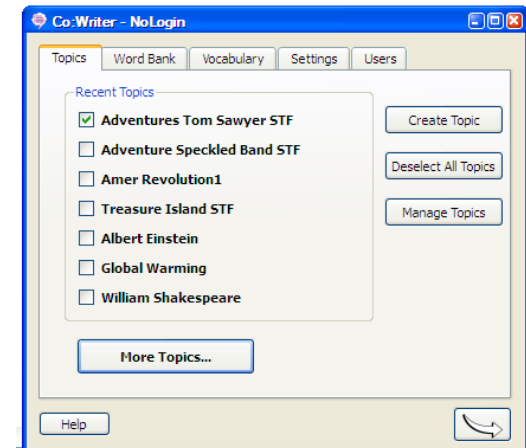 Co:Writer - NoLogin
Topics Word Bank Vocabulary Settings Users
Recent Topics
Adventures Tom Sawyer STF
Adventure Speckled Band STF
Amer Revolution1
Treasure Island STF
Albert Einstein
Global Warming
William Shakespeare
Create Topic
Deselect All Topics
Manage Topics
More Topics...
Help